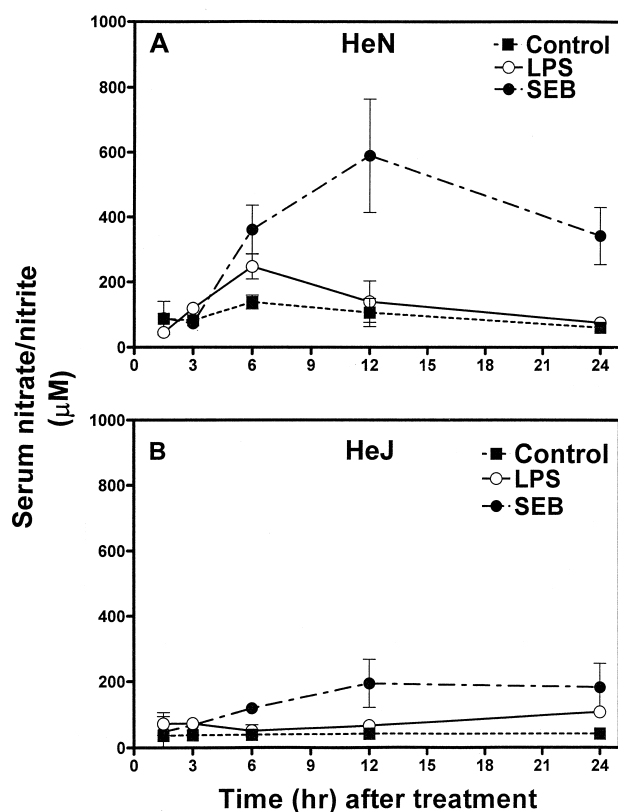 1000
A
HeN
Control
LPS
SEB
800
600
400
200
0
0 3 6 9 12 15 18 21 24
Serum nitrate/nitrite
(μM)
1000
B
HeJ
Control
LPS
SEB
800
600
400
200
0
0 3 6 9 12 15 18 21 24
Time (hr) after treatment